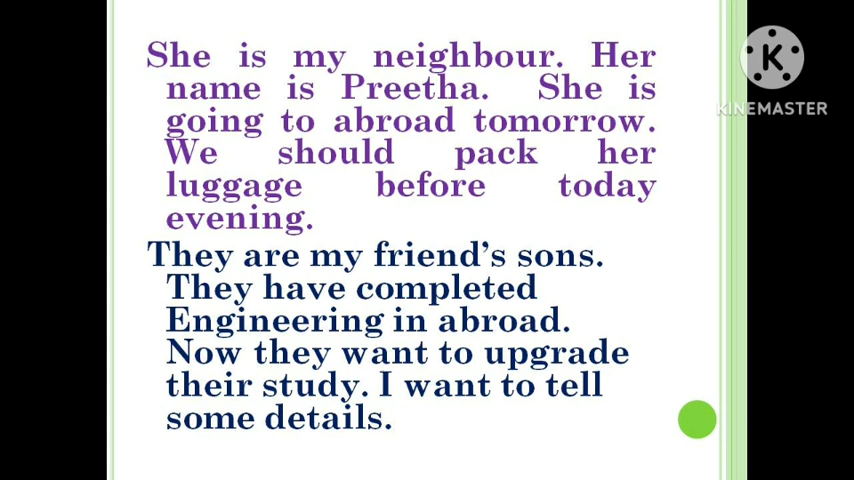 She is my neighbour. Her
name is Preetha. She is
going to abroad tomorrow.
We should pack her
luggage before today
evening.
They are my friend's sons.
They have completed
Engineering in abroad.
Now they want to upgrade
their study. I want to tell
some details.
K
KINEMASTER